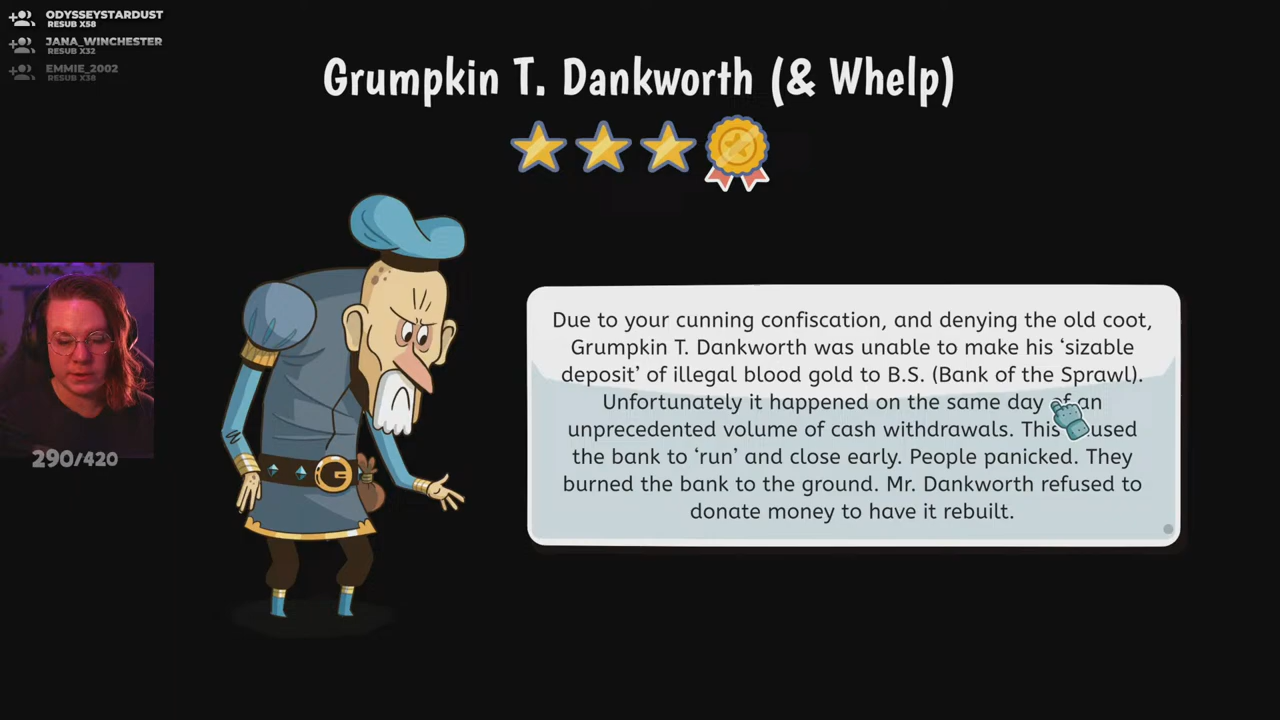 ODYSSEYSTARDUST
RESUB X58
JANA_WINCHESTER
RESUB X32
EMMIE_2002
RESUB X38
Grumpkin T. Dankworth (& Whelp)
Due to your cunning confiscation, and denying the old coot,
Grumpkin T. Dankworth was unable to make his ‘sizable
deposit’ of illegal blood gold to B.S. (Bank of the Sprawl).
Unfortunately it happened on the same day of an
unprecedented volume of cash withdrawals. This caused
the bank to ‘run’ and close early. People panicked. They
burned the bank to the ground. Mr. Dankworth refused to
donate money to have it rebuilt.
290/420